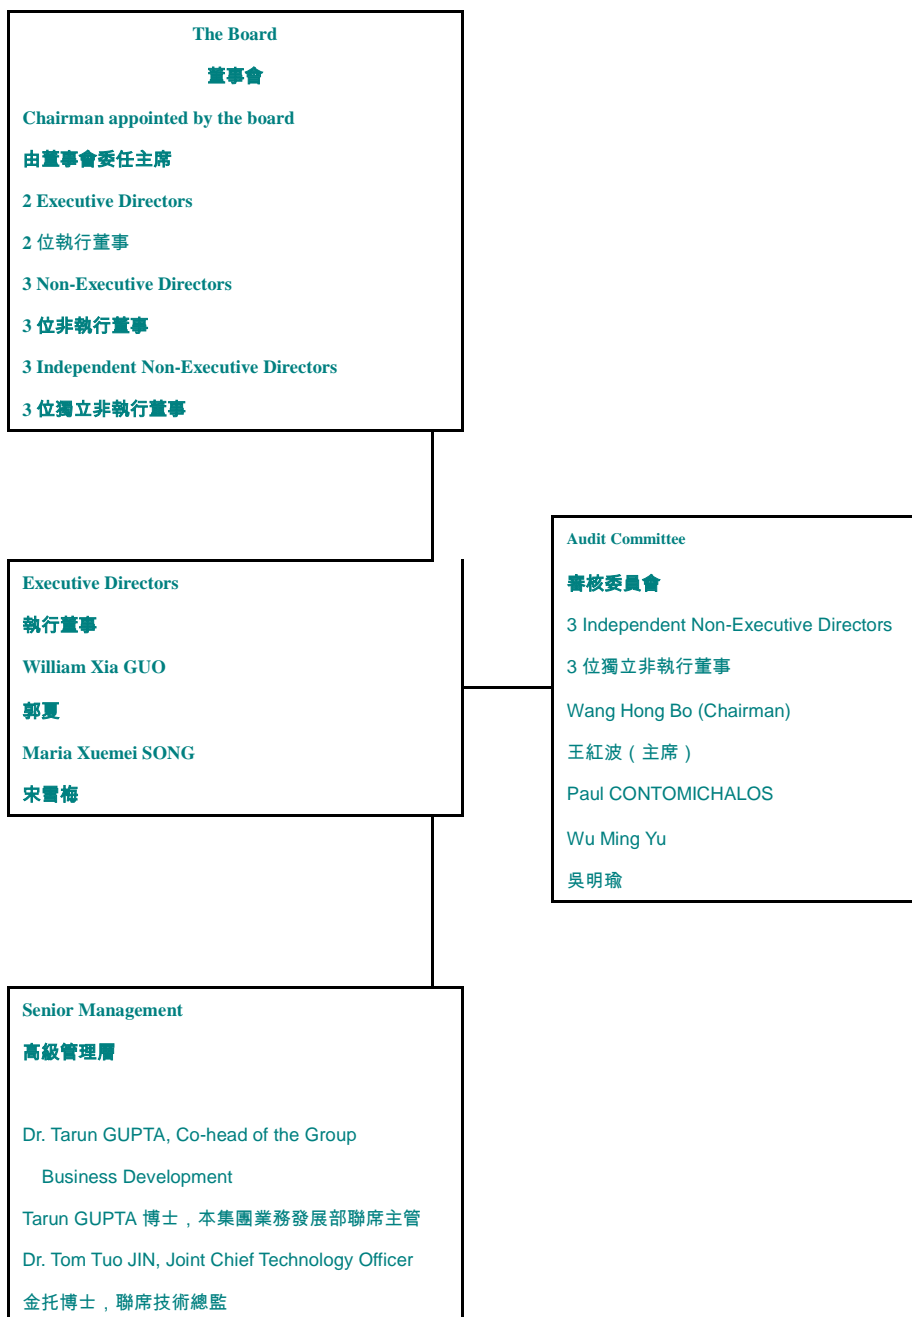 The Board
董事會
Chairman appointed by the board
由董事會委任主席
2 Executive Directors
2 位執行董事
3 Non-Executive Directors
3 位非執行董事
3 Independent Non-Executive Directors
3 位獨立非執行董事
Executive Directors
執行董事
William Xia GUO
郭夏
Maria Xuemei SONG
宋雪梅
Audit Committee
審核委員會
3 Independent Non-Executive Directors
3 位獨立非執行董事
Wang Hong Bo (Chairman)
王紅波（主席）
Paul CONTOMICHALOS
Wu Ming Yu
吳明瑜
Senior Management
高級管理層
Dr. Tarun GUPTA, Co-head of the Group
Business Development
Tarun GUPTA 博士，本集團業務發展部聯席主管
Dr. Tom Tuo JIN, Joint Chief Technology Officer
金托博士，聯席技術總監